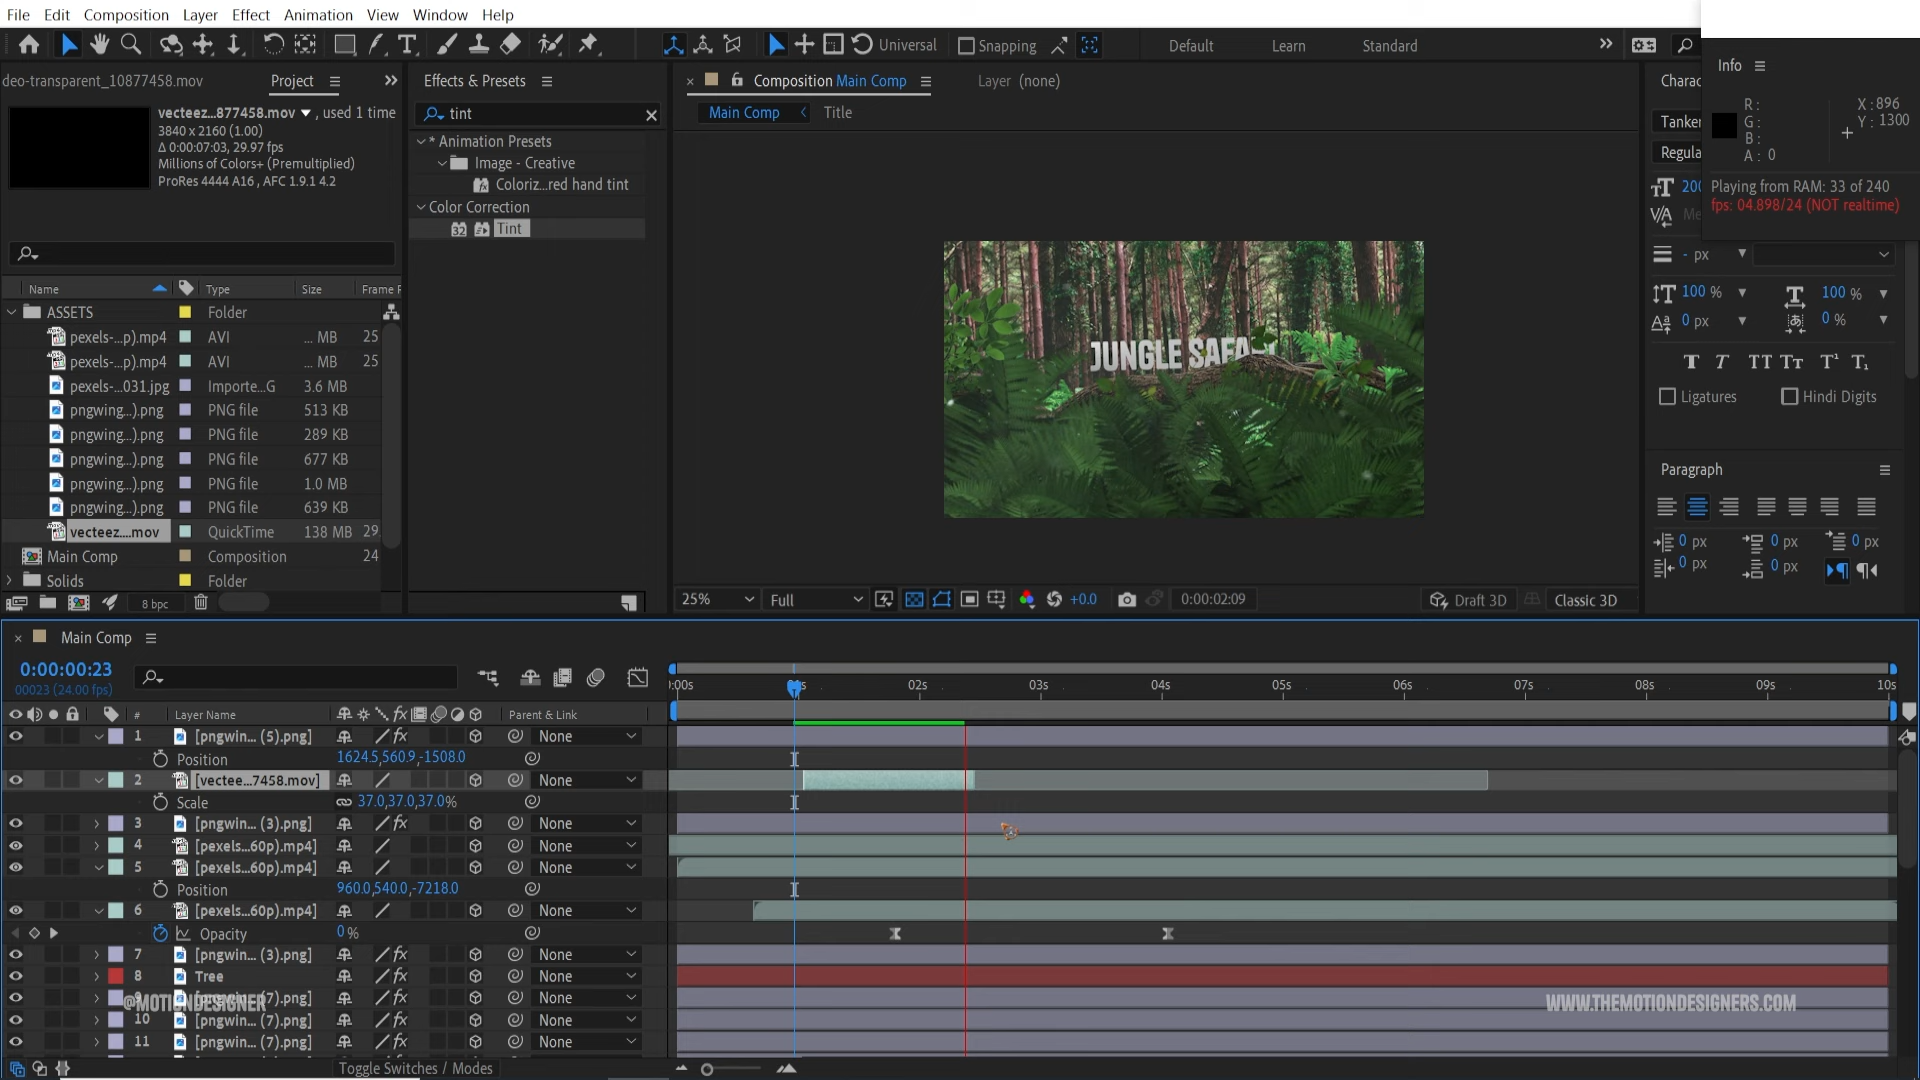 File Edit Composition Layer Effect Animation View Window Help
Universal Snapping Default Learn Standard
deo-transparent_10877458.mov Project
vecteez...877458.mov , used 1 time
3840 x 2160 (1.00)
Δ 0:00:07:03, 29.97 fps
Millions of Colors+ (Premultiplied)
ProRes 4444 A16 , AFC 1.9.1 4.2
Name Type Size Frame R
ASSETS Folder
pexels-...p).mp4 AVI ... MB 25
pexels-...p).mp4 AVI ... MB 25
pexels-...031.jpg Importe...G 3.6 MB
pngwing...).png PNG file 513 KB
pngwing...).png PNG file 289 KB
pngwing...).png PNG file 677 KB
pngwing...).png PNG file 1.0 MB
pngwing...).png PNG file 639 KB
vecteez....mov QuickTime 138 MB 29
Main Comp Composition 24
Solids Folder
8 bpc
Effects & Presets
tint
* Animation Presets
Image - Creative
Coloriz...red hand tint
Color Correction
32 Tint
Composition Main Comp Layer (none)
Main Comp Title
JUNGLE SAFA
25% Full +0.0 0:00:02:09 Draft 3D Classic 3D
Charac
Tanker
Regula
200
Me
Info
R : X : 896
G : Y : 1300
B :
A : 0
Playing from RAM: 33 of 240
fps: 04.898/24 (NOT realtime)
- px
100 % 100 %
0 px 0 %
T T TT Tт T¹ T₁
Ligatures Hindi Digits
Paragraph
0 px 0 px 0 px
0 px 0 px
Main Comp
0:00:00:23
00023 (24.00 fps)
):00s 02s 03s 04s 05s 06s 07s 08s 09s 10s
# Layer Name Parent & Link
1 [pngwin... (5).png] None
Position 1624.5,560.9,-1508.0
2 [vectee...7458.mov] None
Scale 37.0,37.0,37.0%
3 [pngwin... (3).png] None
4 [pexels...60p).mp4] None
5 [pexels...60p).mp4] None
Position 960.0,540.0,-7218.0
6 [pexels...60p).mp4] None
Opacity 0 %
7 [pngwin... (3).png] None
8 Tree None
9 [pngwin... (7).png] None
@MOTIONDESIGNER WWW.THEMOTIONDESIGNERS.COM
10 [pngwin... (7).png] None
11 [pngwin... (7).png] None
Toggle Switches / Modes